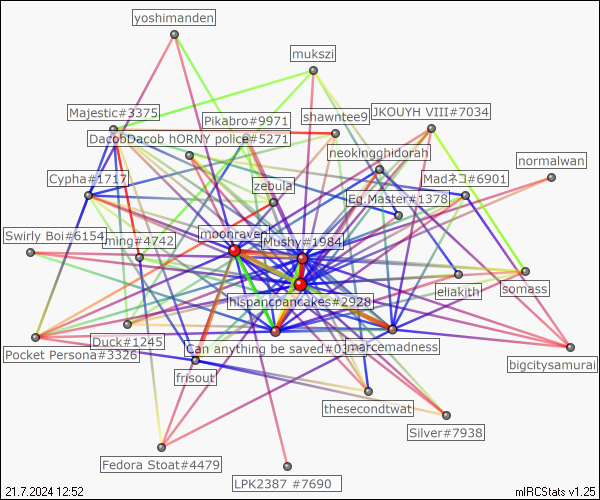 yoshimanden
mukszi
Majestic#3375
Pikabro#9971
shawntee9
JKOUYH VIII#7034
DacobDacob hORNY police#5271
neokingghidorah
normalwan
Cypha#1717
zebula
Madネコ#6901
Eg.Master#1378
Swirly Boi#6154
ming#4742
moonraven
Mushy#1984
hispancpancakes#2928
eliakith
somass
Duck#1245
Pocket Persona#3326
Can anything be saved#03
marcemadness
bigcitysamurai
frisout
thesecondtwat
Silver#7938
Fedora Stoat#4479
LPK2387 #7690
21.7.2024 12:52
mIRCStats v1.25